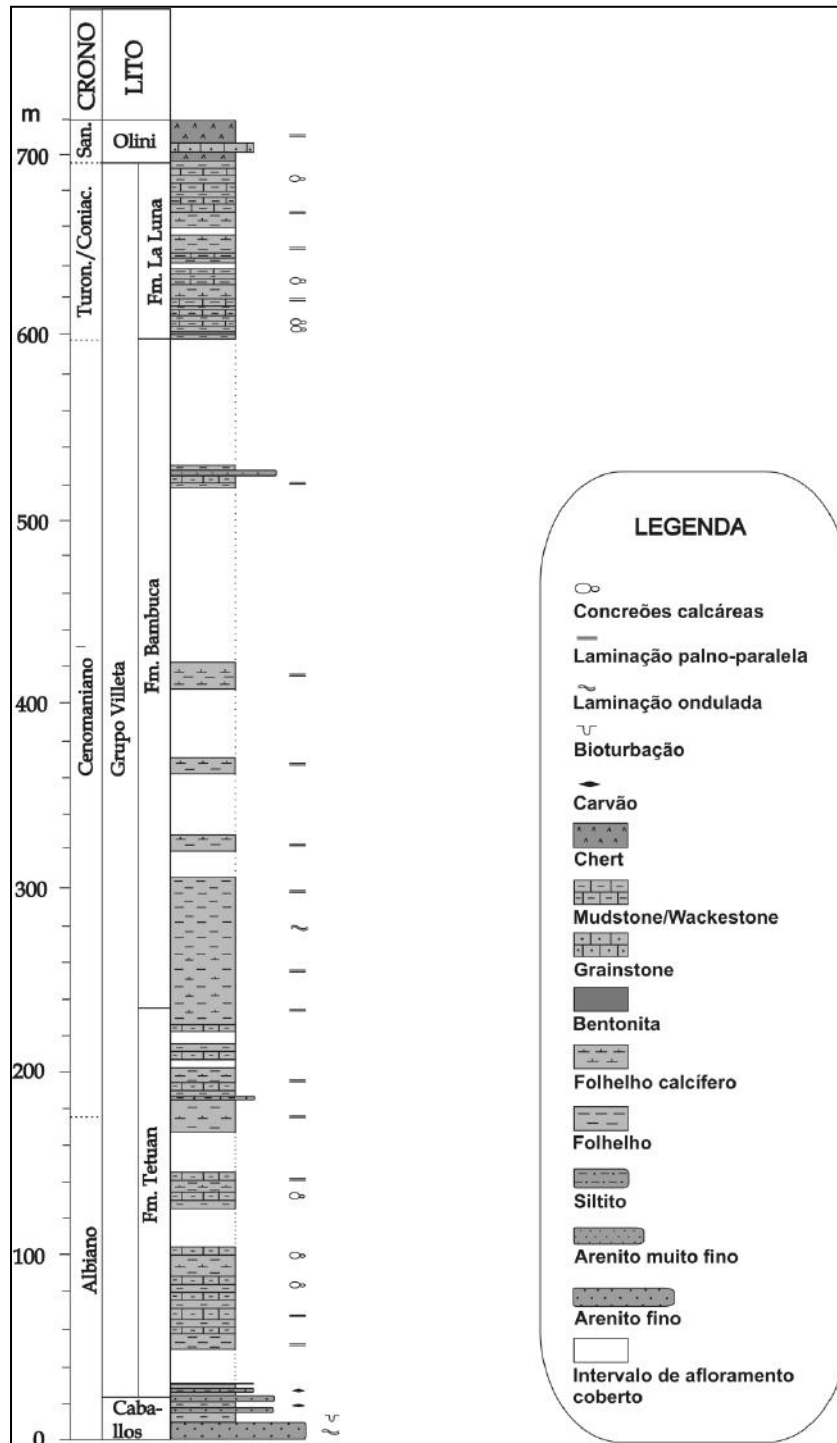 CRONO
LITO
m
San.
Olini
700
Turon./Coniac.
Fm. La Luna
600
500
Cenomaniano
Grupo Villeta
Fm. Bambuca
400
300
200
Fm. Tetuan
Albiano
100
Caba-
llos
0
LEGENDA
Concreões calcáreas
Laminação palno-paralela
Laminação ondulada
Bioturbação
Carvão
Chert
Mudstone/Wackestone
Grainstone
Bentonita
Folhelho calcífero
Folhelho
Siltito
Arenito muito fino
Arenito fino
Intervalo de afloramento
coberto